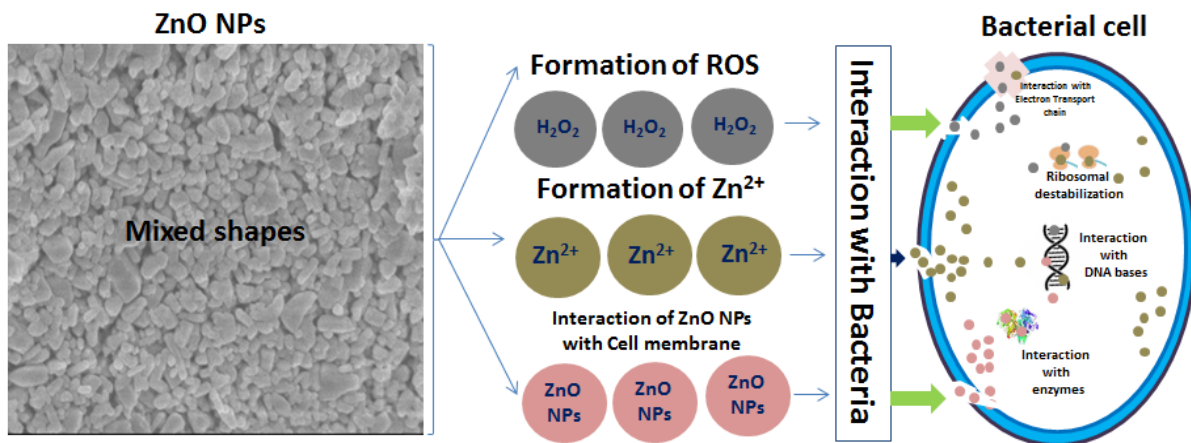 ZnO NPs
Mixed shapes
Formation of ROS
H₂O₂ H₂O₂ H₂O₂
Formation of Zn²⁺
Zn²⁺ Zn²⁺ Zn²⁺
Interaction of ZnO NPs
with Cell membrane
ZnO
NPs
ZnO
NPs
ZnO
NPs
Interaction with Bacteria
Bacterial cell
Interaction with
Electron Transport
chain
Ribosomal
destabilization
Interaction
with
DNA bases
Interaction
with
enzymes